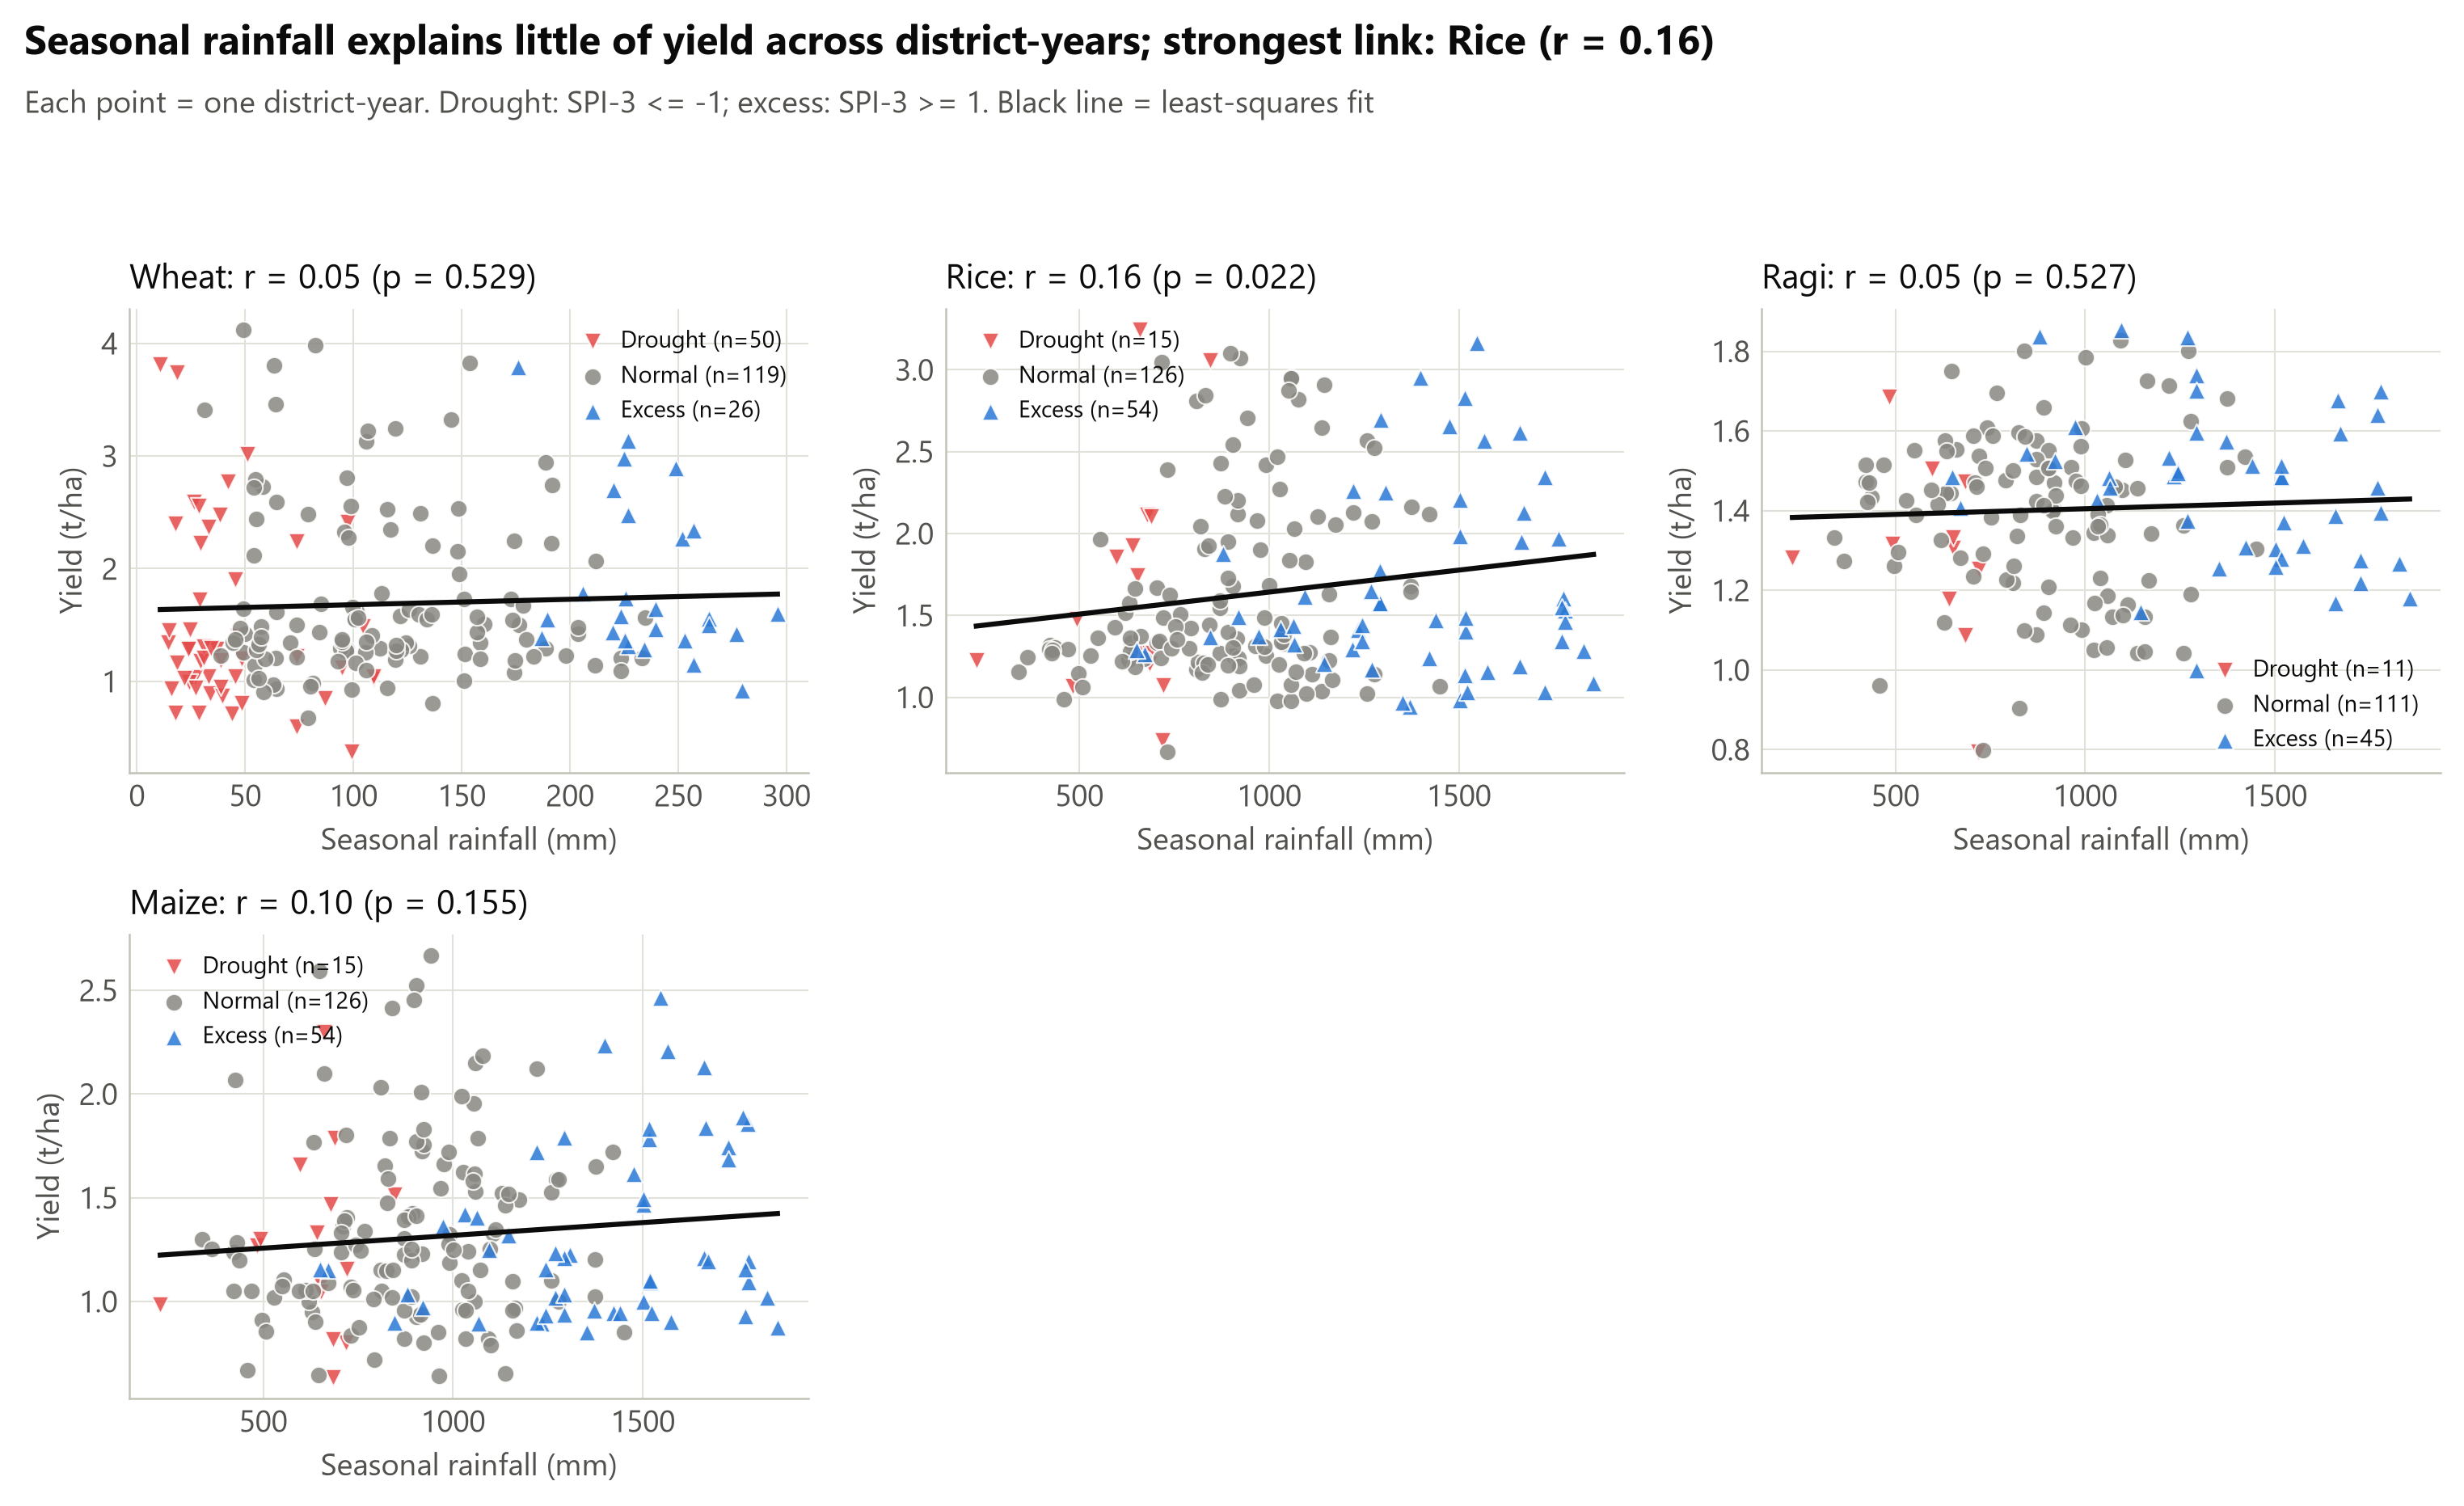 Seasonal rainfall explains little of yield across district-years; strongest link: Rice (r = 0.16)
Each point = one district-year. Drought: SPI-3 <= -1; excess: SPI-3 >= 1. Black line = least-squares fit
Wheat: r = 0.05 (p = 0.529)
Yield (t/ha)
4
3
2
1
Drought (n=50)
Normal (n=119)
Excess (n=26)
0 50 100 150 200 250 300
Seasonal rainfall (mm)
Rice: r = 0.16 (p = 0.022)
Yield (t/ha)
3.0
2.5
2.0
1.5
1.0
Drought (n=15)
Normal (n=126)
Excess (n=54)
500 1000 1500
Seasonal rainfall (mm)
Ragi: r = 0.05 (p = 0.527)
Yield (t/ha)
1.8
1.6
1.4
1.2
1.0
0.8
Drought (n=11)
Normal (n=111)
Excess (n=45)
500 1000 1500
Seasonal rainfall (mm)
Maize: r = 0.10 (p = 0.155)
Yield (t/ha)
2.5
2.0
1.5
1.0
Drought (n=15)
Normal (n=126)
Excess (n=54)
500 1000 1500
Seasonal rainfall (mm)